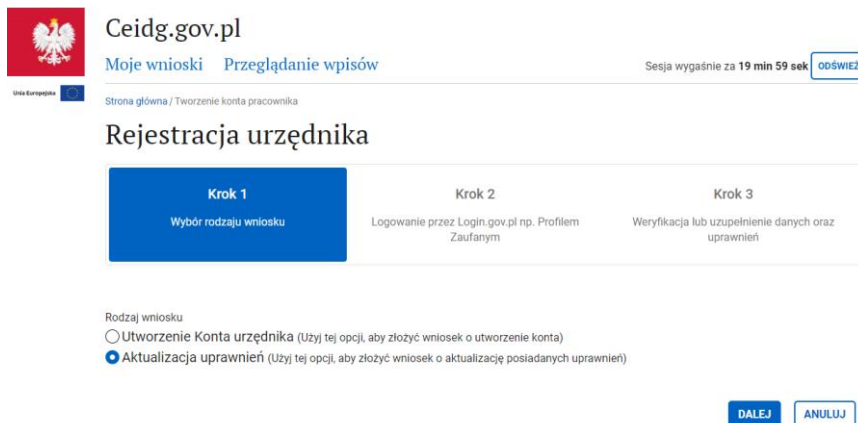 Ceidg.gov.pl
Moje wnioski Przeglądanie wpisów
Sesja wygaśnie za 19 min 59 sek ODŚWIEŻ
Unia Europejska
Strona główna / Tworzenie konta pracownika
Rejestracja urzędnika
Krok 1
Wybór rodzaju wniosku
Krok 2
Logowanie przez Login.gov.pl np. Profilem
Zaufanym
Krok 3
Weryfikacja lub uzupełnienie danych oraz
uprawnień
Rodzaj wniosku
Utworzenie Konta urzędnika (Użyj tej opcji, aby złożyć wniosek o utworzenie konta)
Aktualizacja uprawnień (Użyj tej opcji, aby złożyć wniosek o aktualizację posiadanych uprawnień)
DALEJ ANULUJ